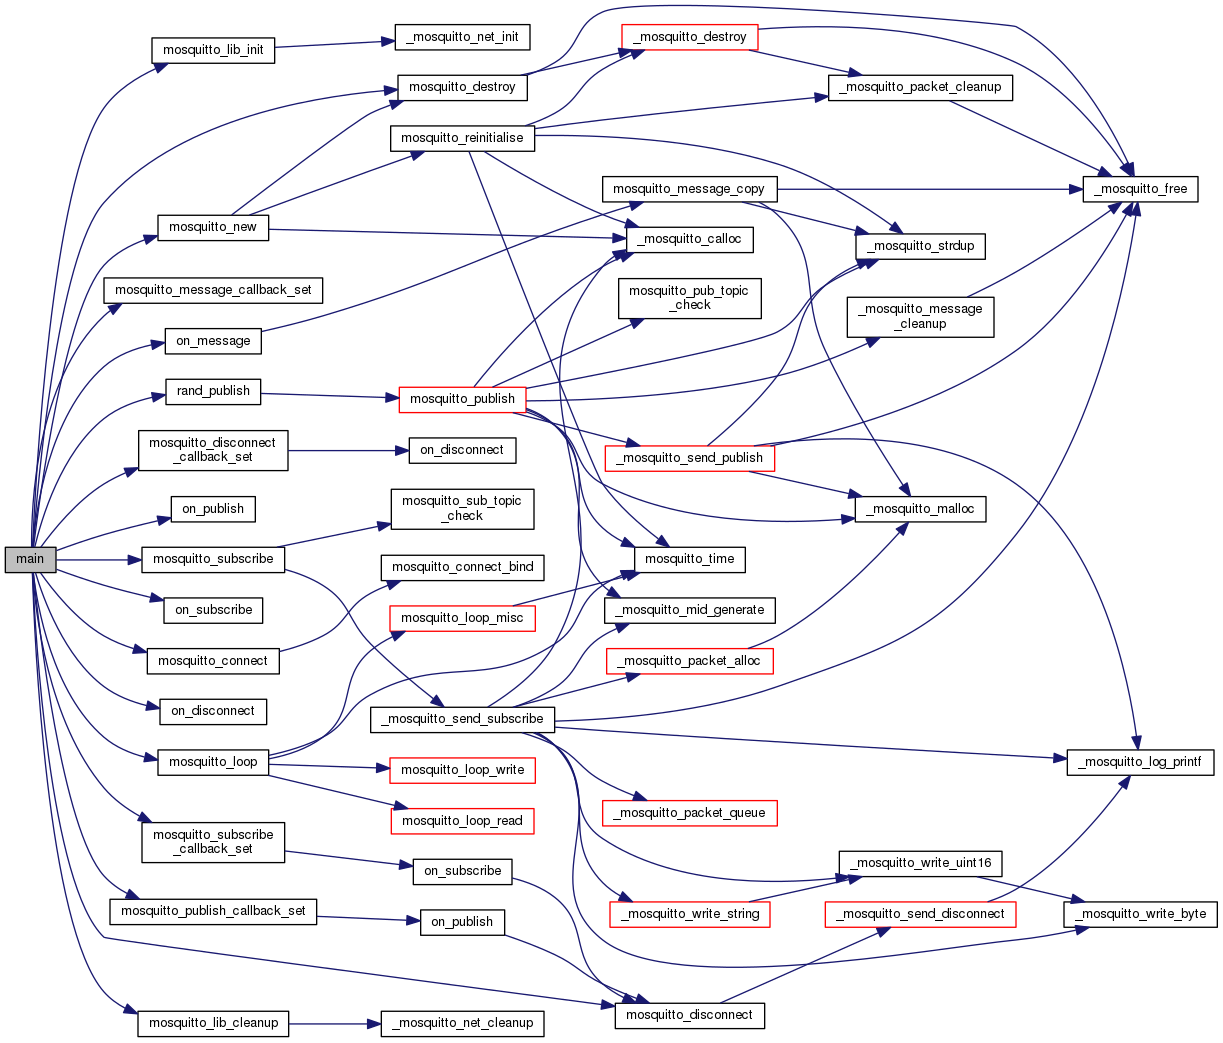 mosquitto_lib_init
_mosquitto_net_init
_mosquitto_destroy
mosquitto_destroy
_mosquitto_packet_cleanup
mosquitto_reinitialise
mosquitto_message_copy
_mosquitto_free
mosquitto_new
_mosquitto_calloc
_mosquitto_strdup
mosquitto_message_callback_set
mosquitto_pub_topic
_check
_mosquitto_message
_cleanup
on_message
rand_publish
mosquitto_publish
mosquitto_disconnect
_callback_set
on_disconnect
_mosquitto_send_publish
on_publish
mosquitto_sub_topic
_check
_mosquitto_malloc
main
mosquitto_subscribe
mosquitto_connect_bind
mosquitto_time
on_subscribe
mosquitto_loop_misc
_mosquitto_mid_generate
mosquitto_connect
_mosquitto_packet_alloc
on_disconnect
_mosquitto_send_subscribe
mosquitto_loop
mosquitto_loop_write
_mosquitto_log_printf
mosquitto_loop_read
_mosquitto_packet_queue
mosquitto_subscribe
_callback_set
on_subscribe
_mosquitto_write_uint16
mosquitto_publish_callback_set
on_publish
_mosquitto_write_string
_mosquitto_send_disconnect
_mosquitto_write_byte
mosquitto_lib_cleanup
_mosquitto_net_cleanup
mosquitto_disconnect